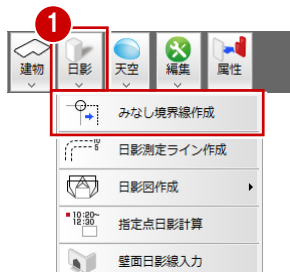 1
建物 日影 天空 編集 属性
みなし境界線作成
日影測定ライン作成
日影図作成
10:20~
12:30
指定点日影計算
壁面日影線入力